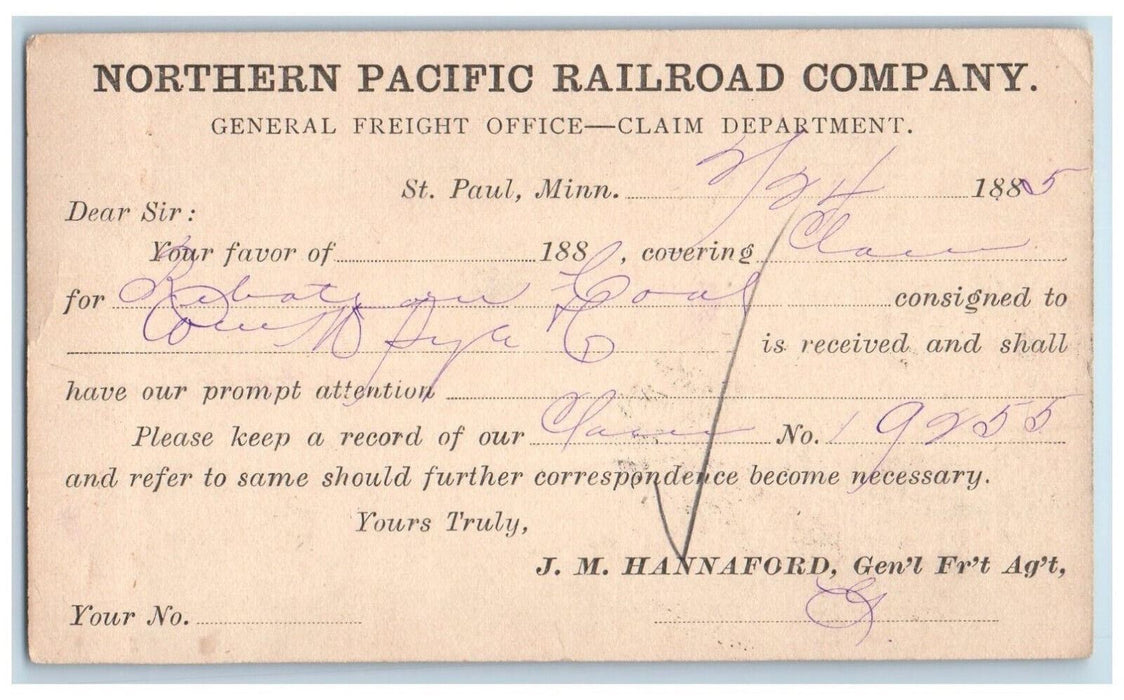 NORTHERN PACIFIC RAILROAD COMPANY.
GENERAL FREIGHT OFFICE—CLAIM DEPARTMENT.
St. Paul, Minn. 2/24 1885
Dear Sir:
Your favor of 188 , covering Claim
for Rebate on Coal consigned to
is received and shall
have our prompt attention
Please keep a record of our Claim No. 19255
and refer to same should further correspondence become necessary.
Yours Truly,
J. M. HANNAFORD, Gen'l Fr't Ag't,
Your No.